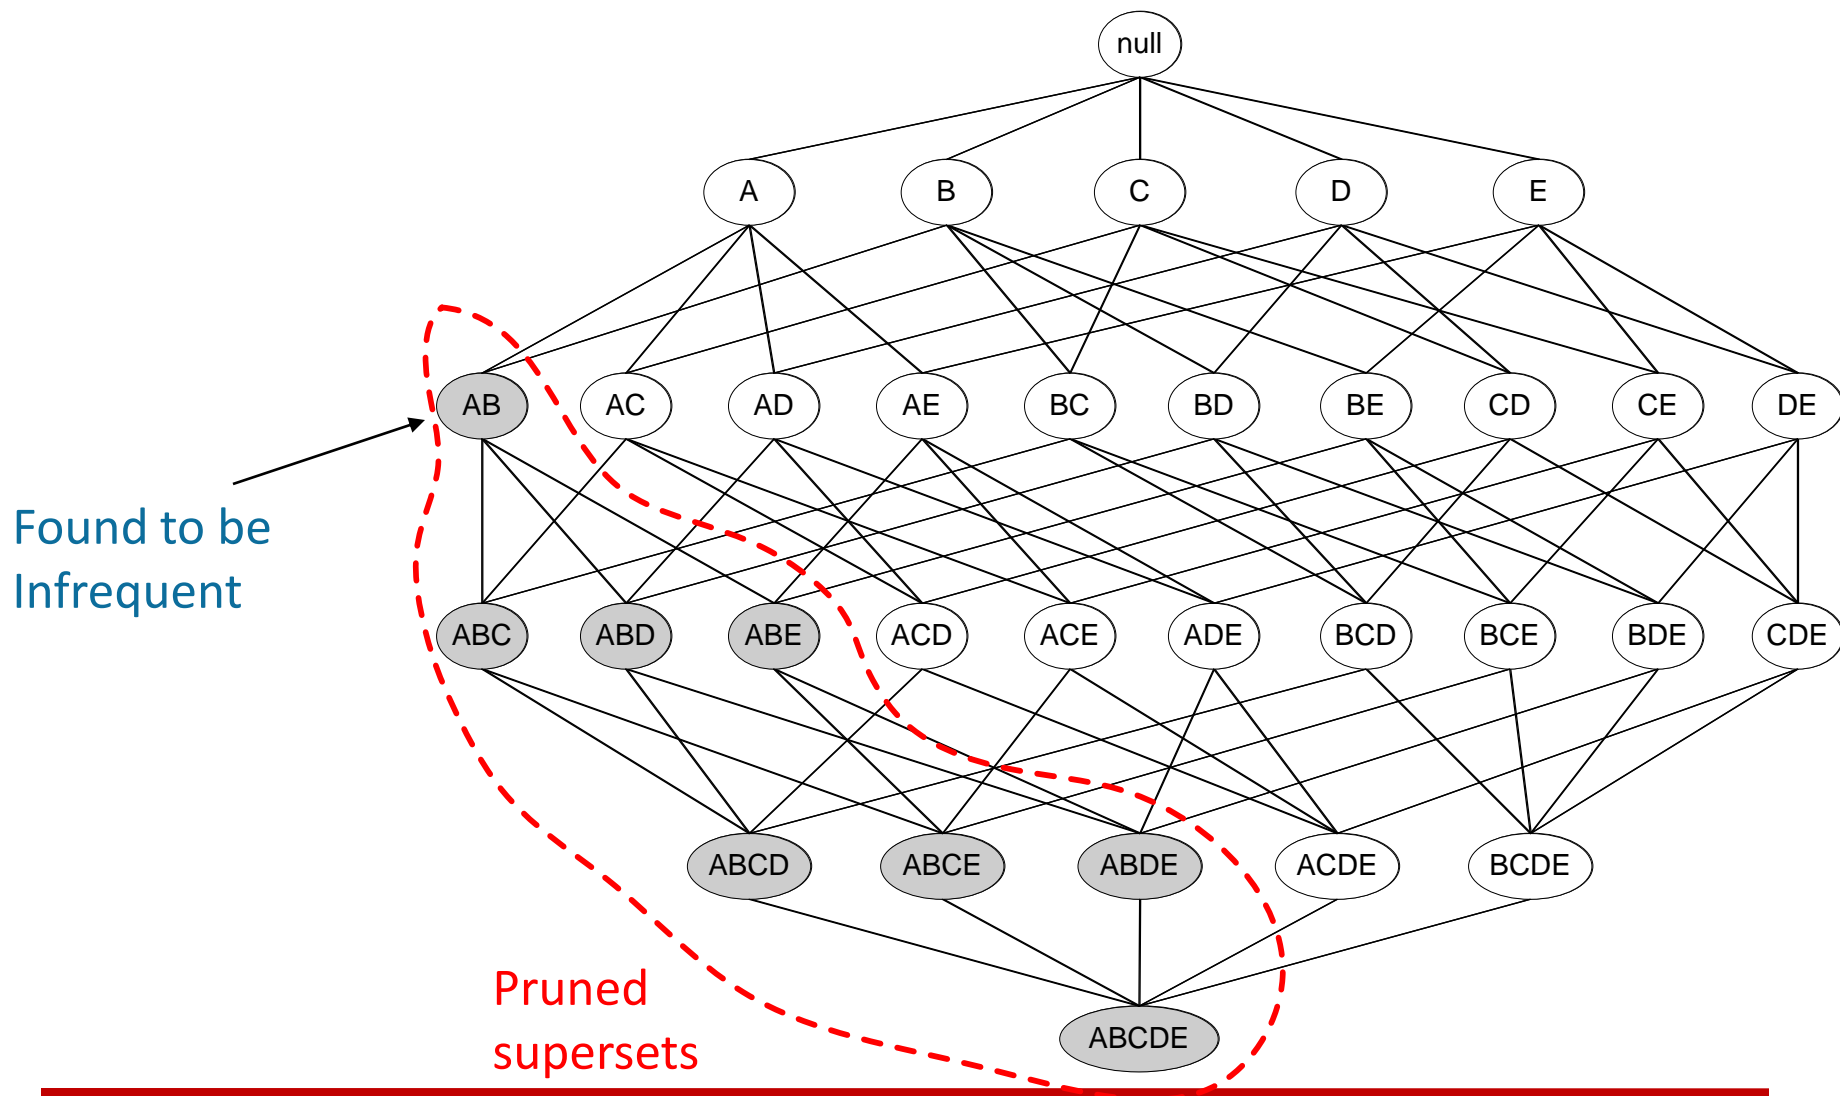 null
A B C D E
AB AC AD AE BC BD BE CD CE DE
Found to be
Infrequent
ABC ABD ABE ACD ACE ADE BCD BCE BDE CDE
ABCD ABCE ABDE ACDE BCDE
Pruned
supersets
ABCDE